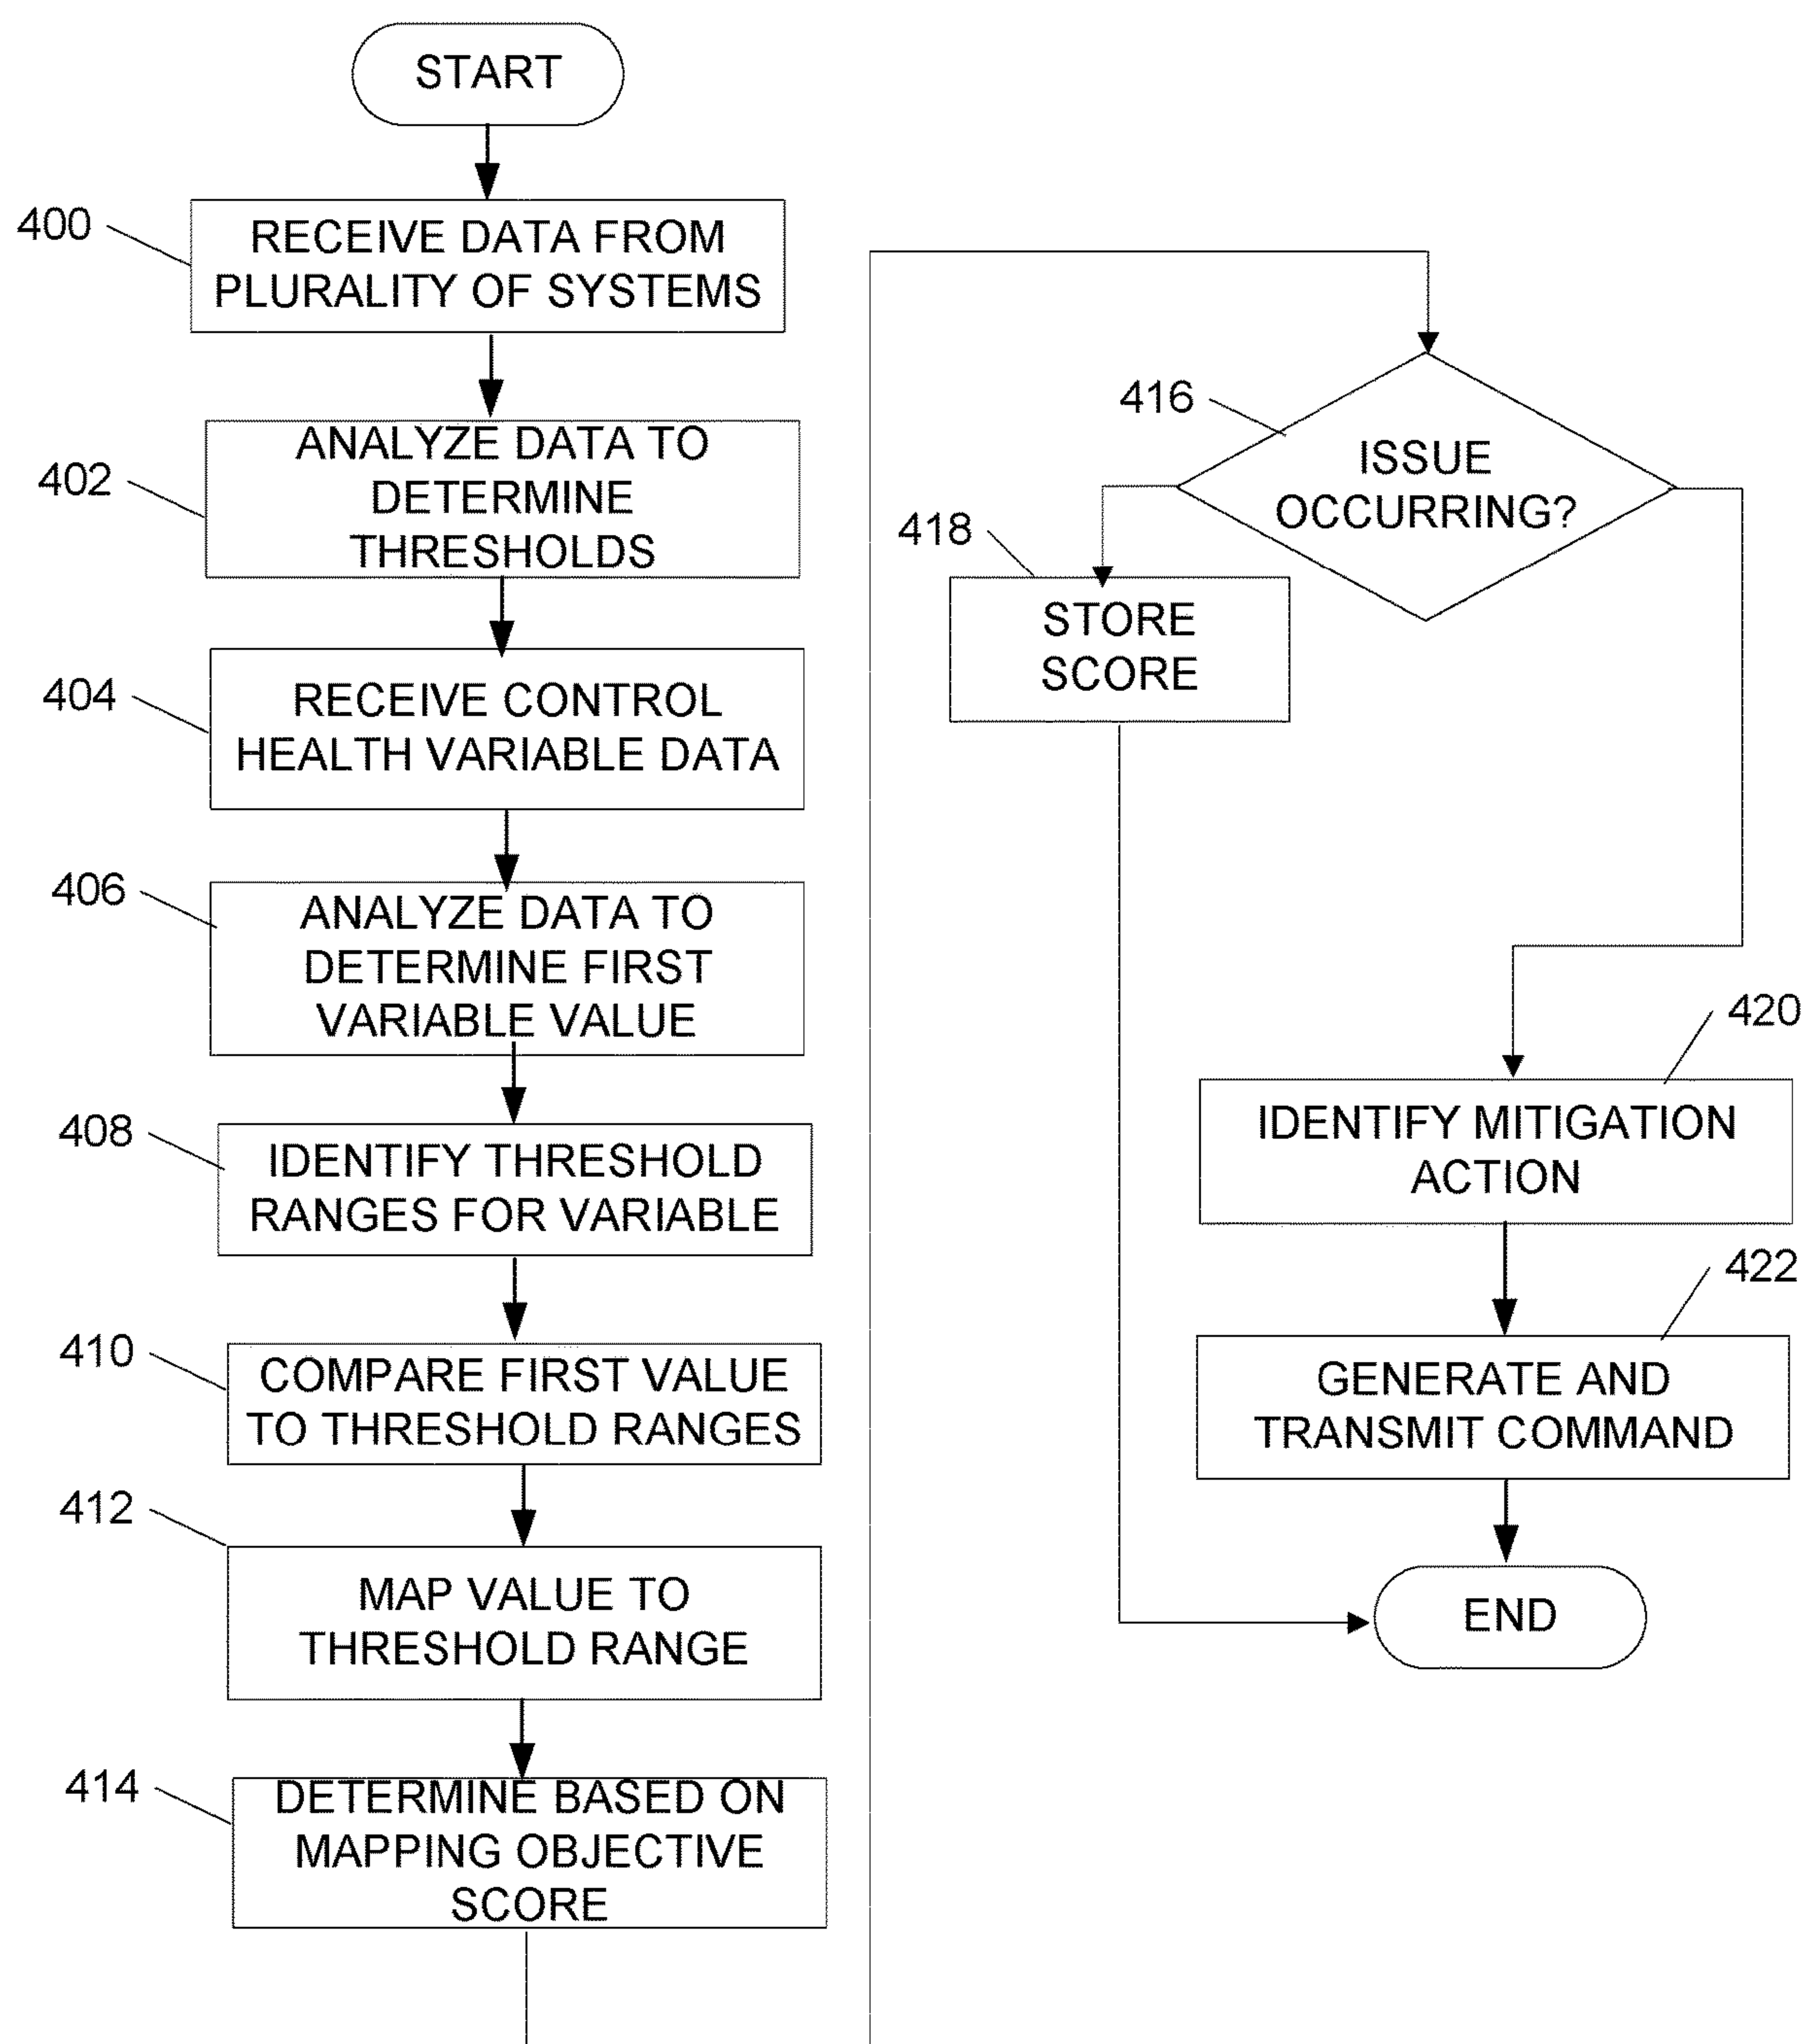 START
400
RECEIVE DATA FROM
PLURALITY OF SYSTEMS
402
ANALYZE DATA TO
DETERMINE
THRESHOLDS
404
RECEIVE CONTROL
HEALTH VARIABLE DATA
406
ANALYZE DATA TO
DETERMINE FIRST
VARIABLE VALUE
408
IDENTIFY THRESHOLD
RANGES FOR VARIABLE
410
COMPARE FIRST VALUE
TO THRESHOLD RANGES
412
MAP VALUE TO
THRESHOLD RANGE
414
DETERMINE BASED ON
MAPPING OBJECTIVE
SCORE
416
ISSUE
OCCURRING?
418
STORE
SCORE
420
IDENTIFY MITIGATION
ACTION
422
GENERATE AND
TRANSMIT COMMAND
END